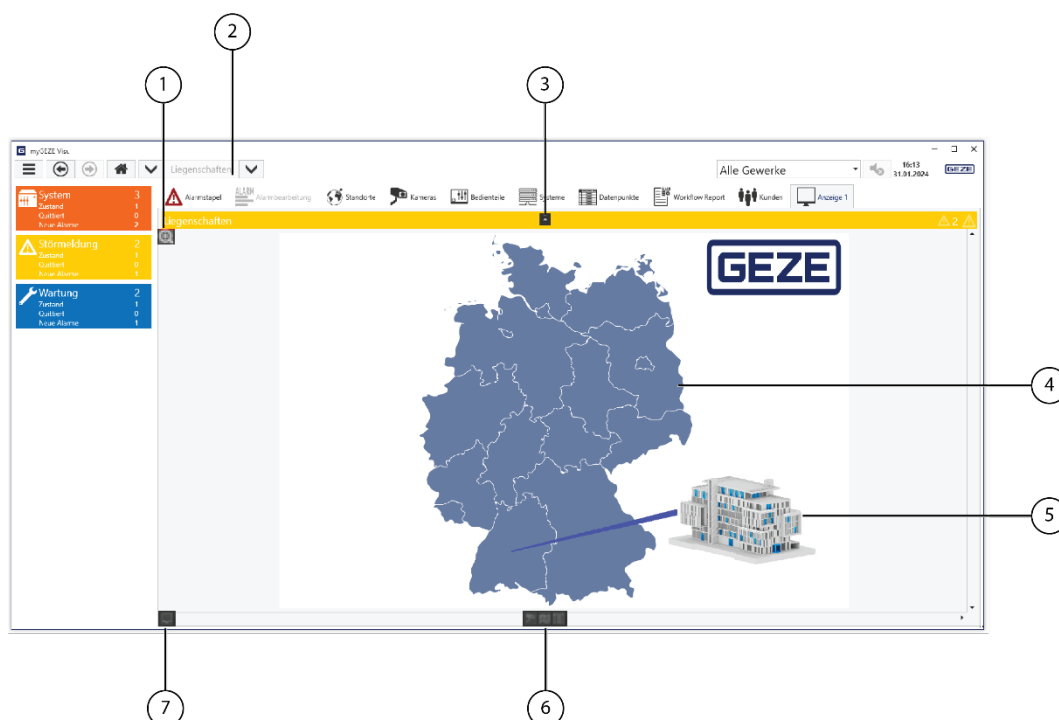 2
1
3
myGEZE Visu
Liegenschaften
Alle Gewerke
16:13
31.01.2024
GEZE
System 3
Zustand 1
Quittiert 0
Neue Alarme 2
Alarmstapel
ALARM
Alarmbearbeitung
Standorte
Kameras
Bedienteile
Systeme
Datenpunkte
Workflow Report
Kunden
Anzeige 1
Liegenschaften
2
Störmeldung 2
Zustand 1
Quittiert 0
Neue Alarme 1
Wartung 2
Zustand 1
Quittiert 0
Neue Alarme 1
GEZE
4
5
7
6